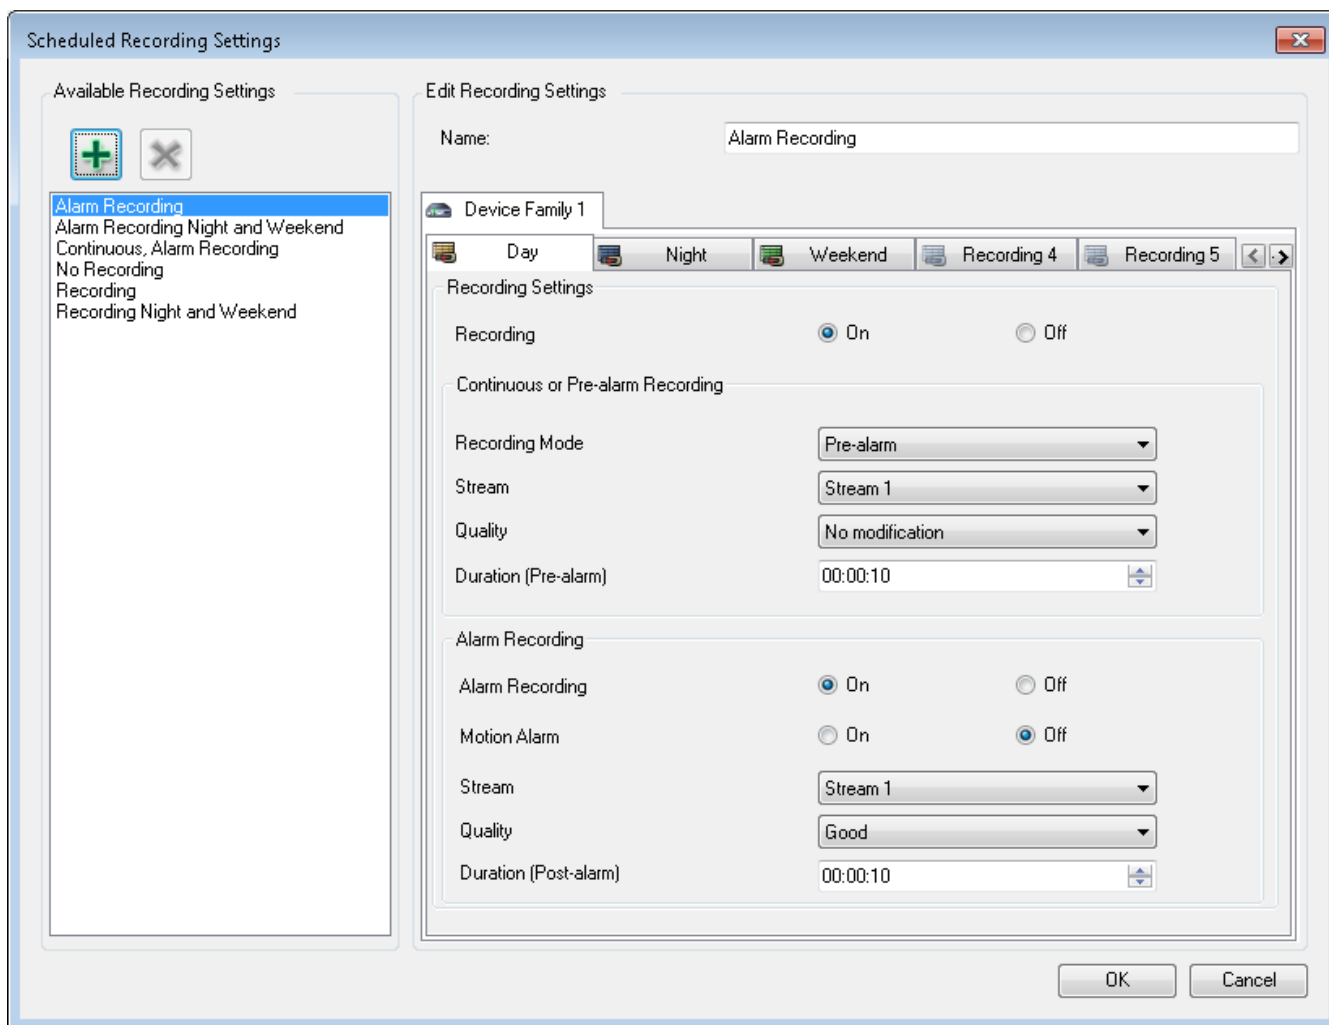 Scheduled Recording Settings
Available Recording Settings
Alarm Recording
Alarm Recording Night and Weekend
Continuous, Alarm Recording
No Recording
Recording
Recording Night and Weekend
Edit Recording Settings
Name: Alarm Recording
Device Family 1
Day Night Weekend Recording 4 Recording 5
Recording Settings
Recording On Off
Continuous or Pre-alarm Recording
Recording Mode Pre-alarm
Stream Stream 1
Quality No modification
Duration (Pre-alarm) 00:00:10
Alarm Recording
Alarm Recording On Off
Motion Alarm On Off
Stream Stream 1
Quality Good
Duration (Post-alarm) 00:00:10
OK Cancel